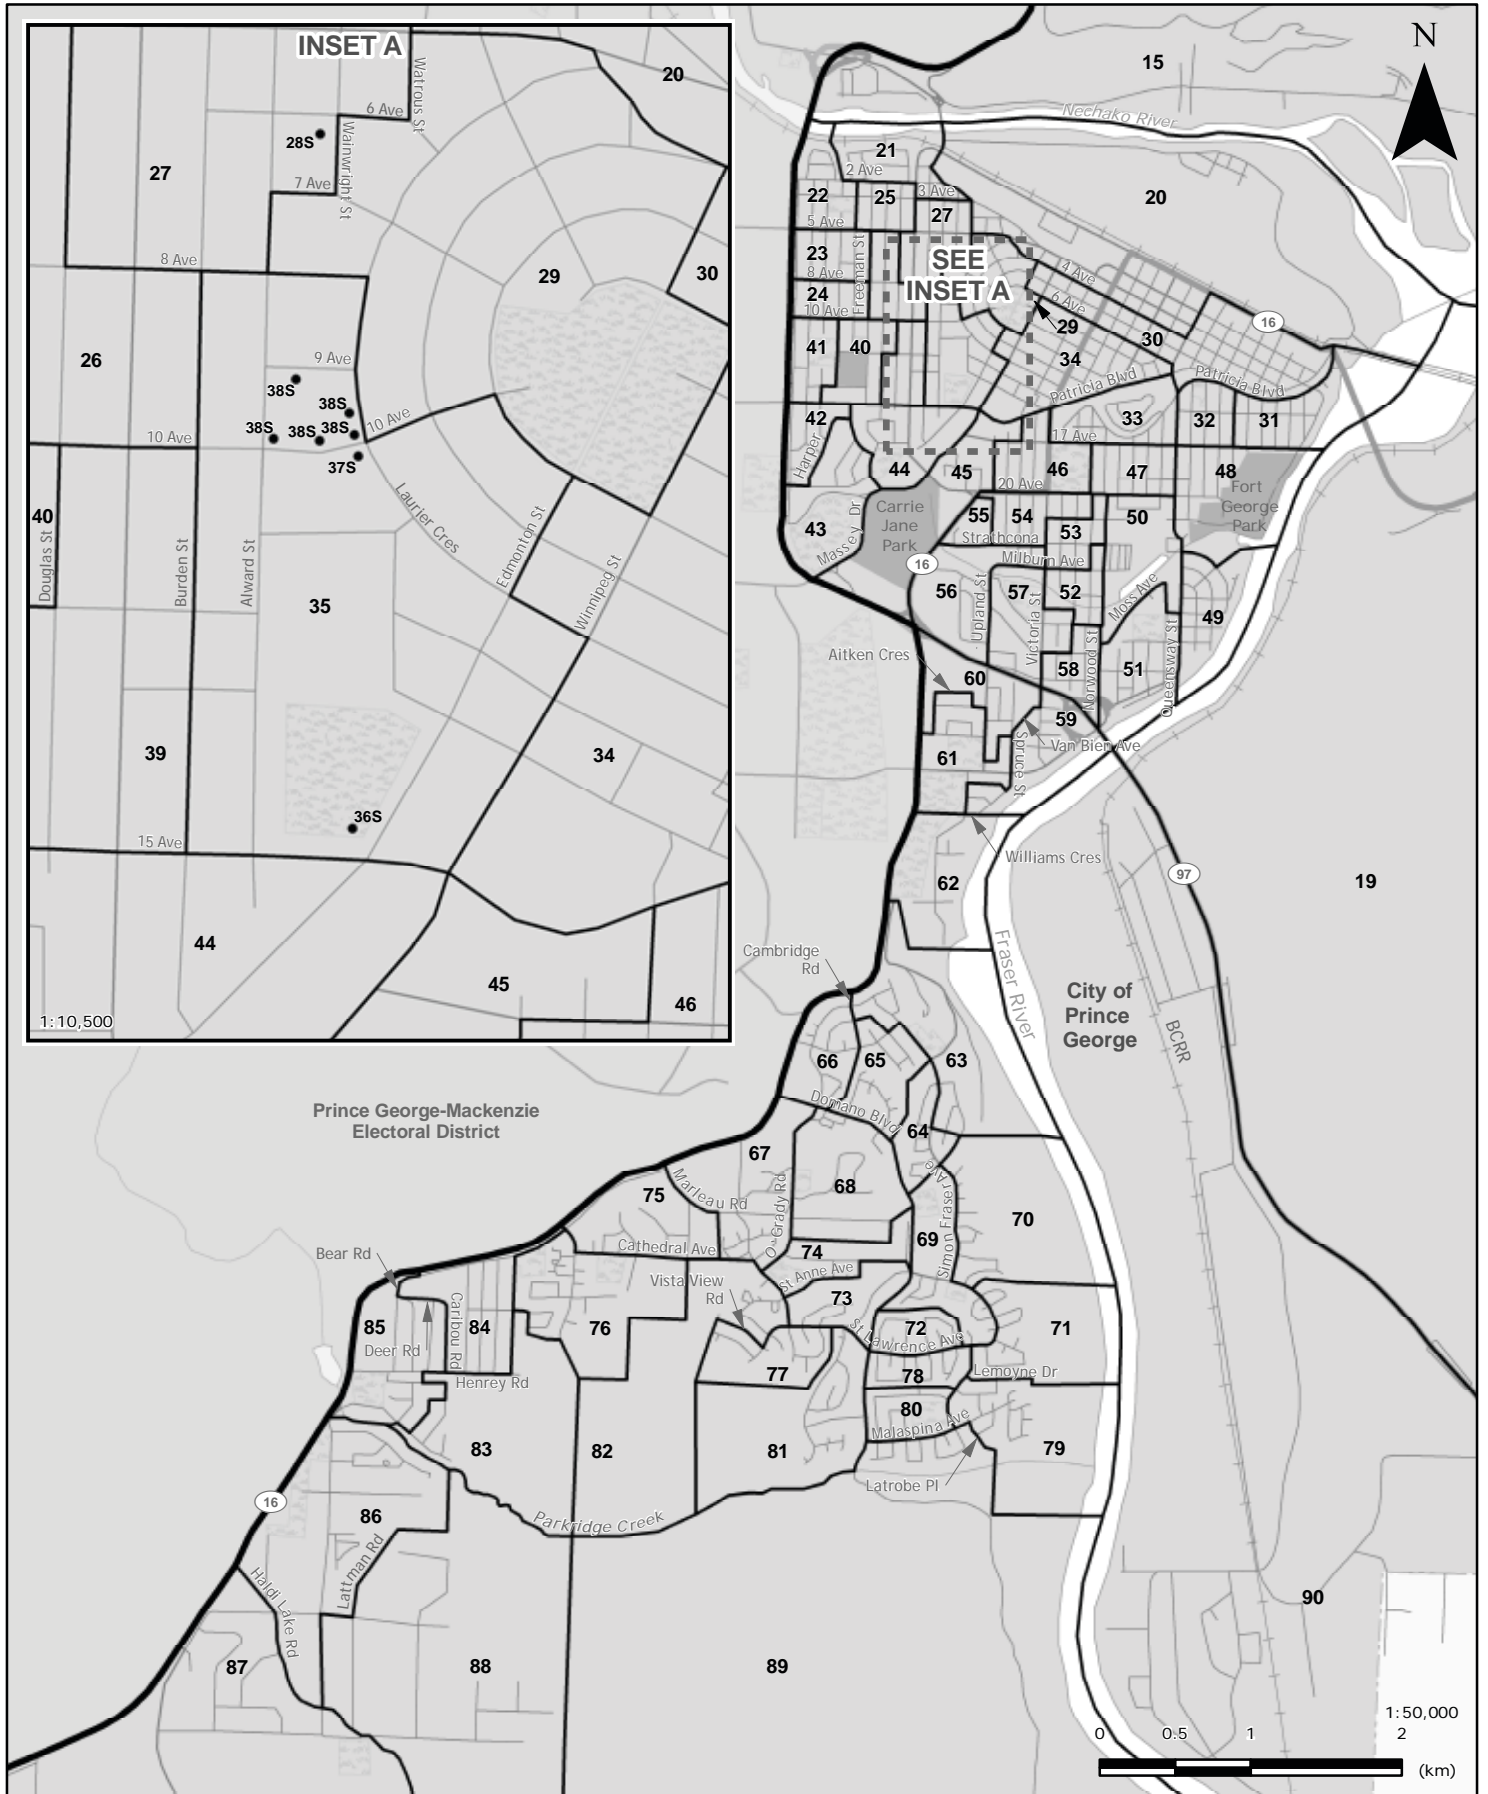 INSET A
20
Watrous St
6 Ave
28S
Wainwright St
27
7 Ave
8 Ave
29
30
26
9 Ave
38S
38S
38S
38S
38S
10 Ave
10 Ave
37S
Laurier Cres
40
Douglas St
Burden St
Alward St
Edmonton St
Winnipeg St
35
39
34
36S
15 Ave
44
45
46
1:10,500
N
15
Nechako River
21
2 Ave
22
25
3 Ave
20
27
5 Ave
23
Freeman St
SEE
INSET A
8 Ave
4 Ave
24
6 Ave
10 Ave
29
16
41
40
34
30
Patricia Blvd
Patricia Blvd
42
33
32
31
17 Ave
Harper
44
45
46
47
48
20 Ave
Fort
George
Park
Carrie
Jane
Park
43
Massey Dr
55
54
53
50
Strathcona
Milburn Ave
16
56
Upland St
57
52
Moss Ave
49
Victoria St
Aitken Cres
58
Norwood St
51
Queensway St
60
59
Van Bien Ave
61
Spruce St
Williams Cres
62
97
19
Cambridge
Rd
Fraser River
City of
Prince
George
BCRR
66
65
63
Domano Blvd
64
Prince George-Mackenzie
Electoral District
67
75
Marleau Rd
68
O'Grady Rd
Simon Fraser Ave
70
69
Cathedral Ave
74
Bear Rd
St Anne Ave
Vista View
Rd
73
85
Caribou Rd
84
76
72
71
Deer Rd
St Lawrence Ave
77
78
Lemoyne Dr
Henrey Rd
80
Malaspina Ave
83
82
81
79
Latrobe Pl
16
86
Parkridge Creek
Lattman Rd
Haldi Lake Rd
90
87
88
89
1:50,000
0 0.5 1 2
(km)